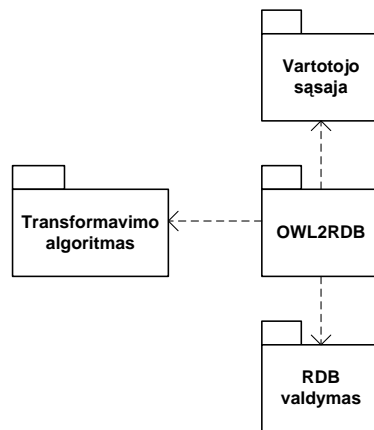 Vartotojo
sąsaja
Transformavimo
algoritmas
OWL2RDB
RDB
valdymas